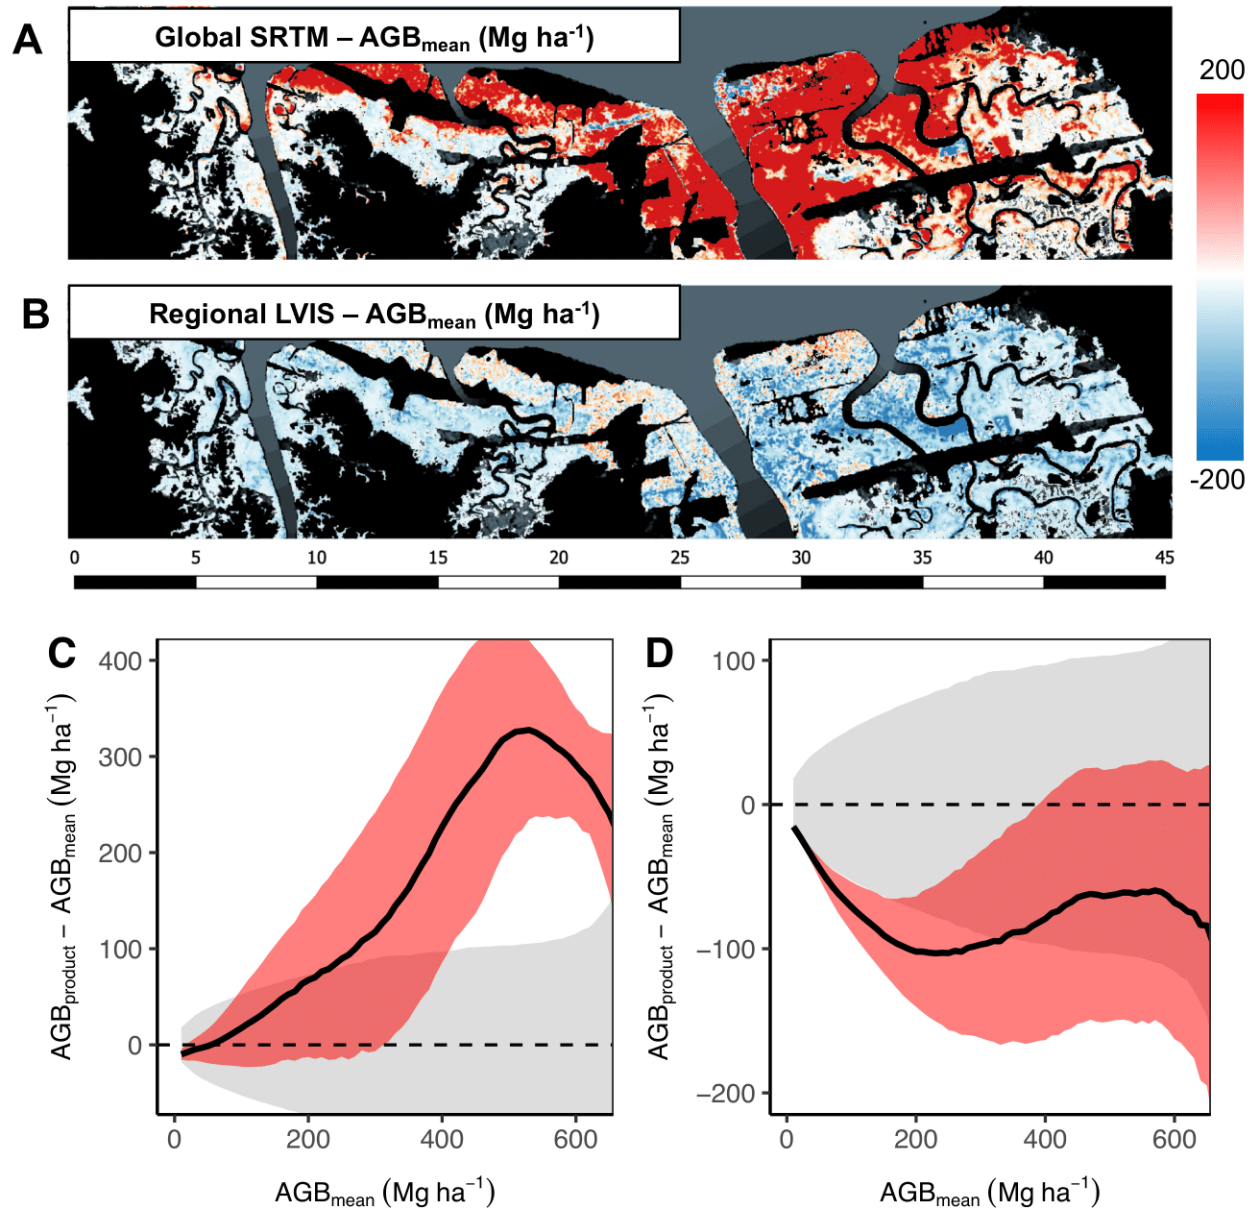 A
Global SRTM – AGBmean (Mg ha-1)
200
B
Regional LVIS – AGBmean (Mg ha-1)
-200
0 5 10 15 20 25 30 35 40 45
C
AGBproduct − AGBmean (Mg ha−1)
400
300
200
100
0
0 200 400 600
AGBmean (Mg ha−1)
D
AGBproduct − AGBmean (Mg ha−1)
100
0
−100
−200
0 200 400 600
AGBmean (Mg ha−1)